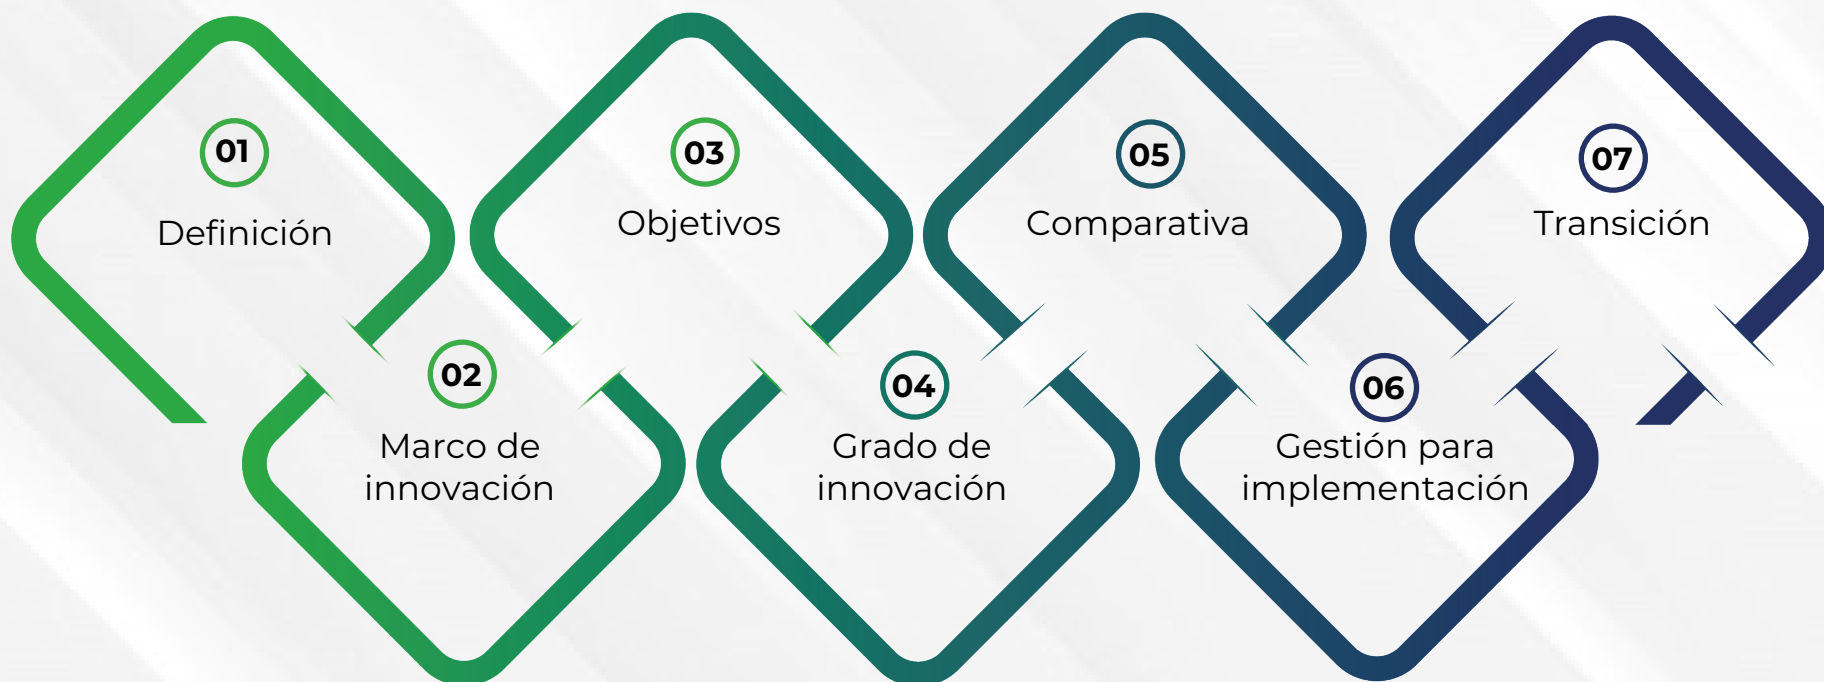 01
Definición
02
Marco de
innovación
03
Objetivos
04
Grado de
innovación
05
Comparativa
06
Gestión para
implementación
07
Transición